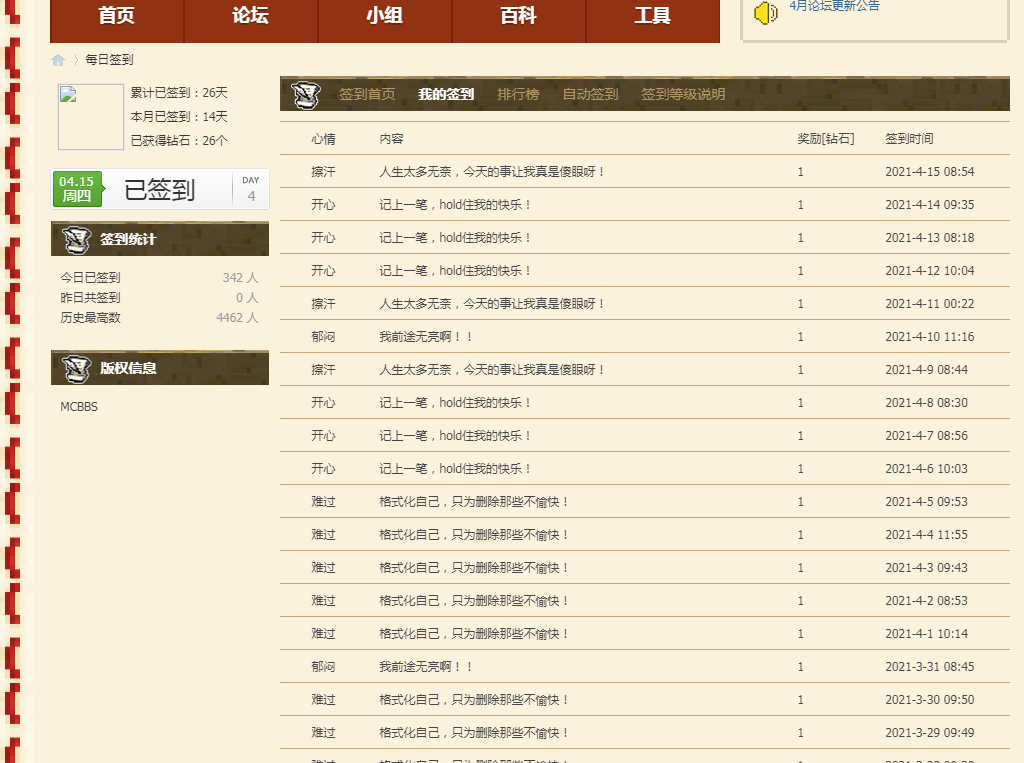 首页 论坛 小组 百科 工具
4月论坛更新公告
每日签到
累计已签到：26天
本月已签到：14天
已获得钻石：26个
04.15
周四
已签到
DAY
4
签到统计
今日已签到 342 人
昨日共签到 0 人
历史最高数 4462 人
版权信息
MCBBS
签到首页 我的签到 排行榜 自动签到 签到等级说明
心情 内容 奖励[钻石] 签到时间
擦汗 人生太多无奈，今天的事让我真是傻眼呀！ 1 2021-4-15 08:54
开心 记上一笔，hold住我的快乐！ 1 2021-4-14 09:35
开心 记上一笔，hold住我的快乐！ 1 2021-4-13 08:18
开心 记上一笔，hold住我的快乐！ 1 2021-4-12 10:04
擦汗 人生太多无奈，今天的事让我真是傻眼呀！ 1 2021-4-11 00:22
郁闷 我前途无亮啊！！ 1 2021-4-10 11:16
擦汗 人生太多无奈，今天的事让我真是傻眼呀！ 1 2021-4-9 08:44
开心 记上一笔，hold住我的快乐！ 1 2021-4-8 08:30
开心 记上一笔，hold住我的快乐！ 1 2021-4-7 08:56
开心 记上一笔，hold住我的快乐！ 1 2021-4-6 10:03
难过 格式化自己，只为删除那些不愉快！ 1 2021-4-5 09:53
难过 格式化自己，只为删除那些不愉快！ 1 2021-4-4 11:55
难过 格式化自己，只为删除那些不愉快！ 1 2021-4-3 09:43
难过 格式化自己，只为删除那些不愉快！ 1 2021-4-2 08:53
难过 格式化自己，只为删除那些不愉快！ 1 2021-4-1 10:14
郁闷 我前途无亮啊！！ 1 2021-3-31 08:45
难过 格式化自己，只为删除那些不愉快！ 1 2021-3-30 09:50
难过 格式化自己，只为删除那些不愉快！ 1 2021-3-29 09:49